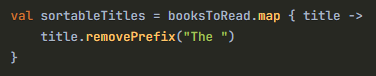 val sortableTitles = booksToRead.map { title ->
    title.removePrefix("The ")
}